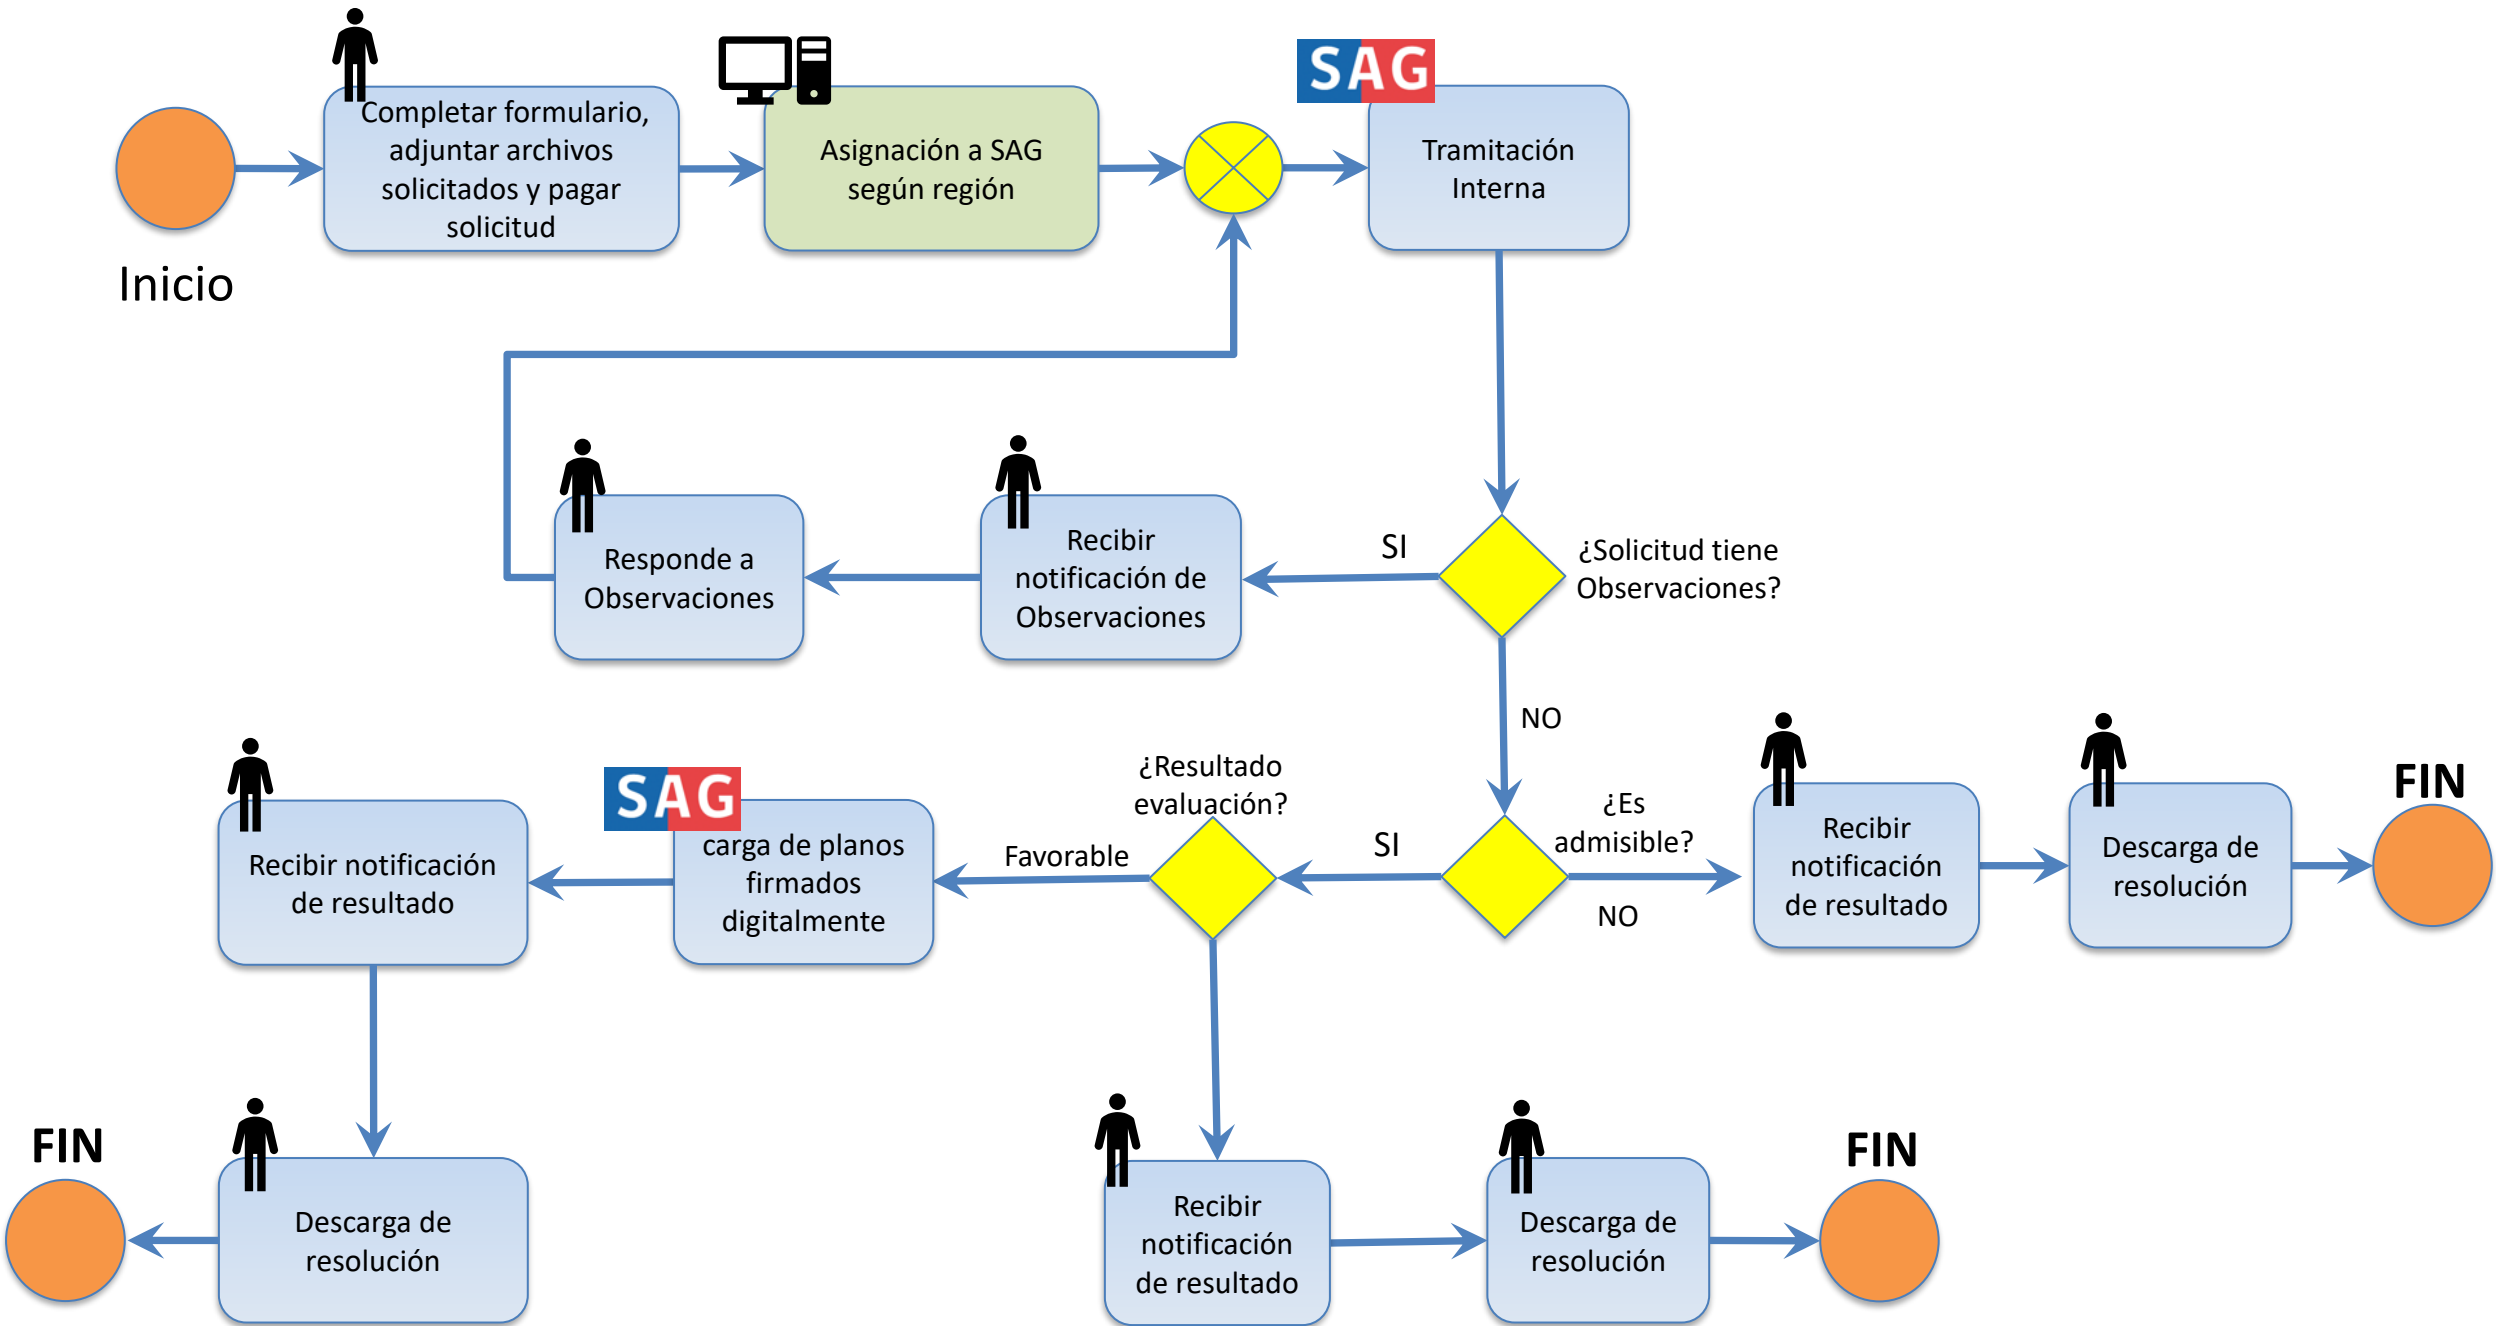 SAG
Completar formulario,
adjuntar archivos
solicitados y pagar
solicitud
Asignación a SAG
según región
Tramitación
Interna
Inicio
Responde a
Observaciones
Recibir
notificación de
Observaciones
SI
¿Solicitud tiene
Observaciones?
NO
SAG
Recibir notificación
de resultado
carga de planos
firmados
digitalmente
Favorable
¿Resultado
evaluación?
SI
¿Es
admisible?
NO
Recibir
notificación
de resultado
Descarga de
resolución
FIN
FIN
Descarga de
resolución
Recibir
notificación
de resultado
Descarga de
resolución
FIN